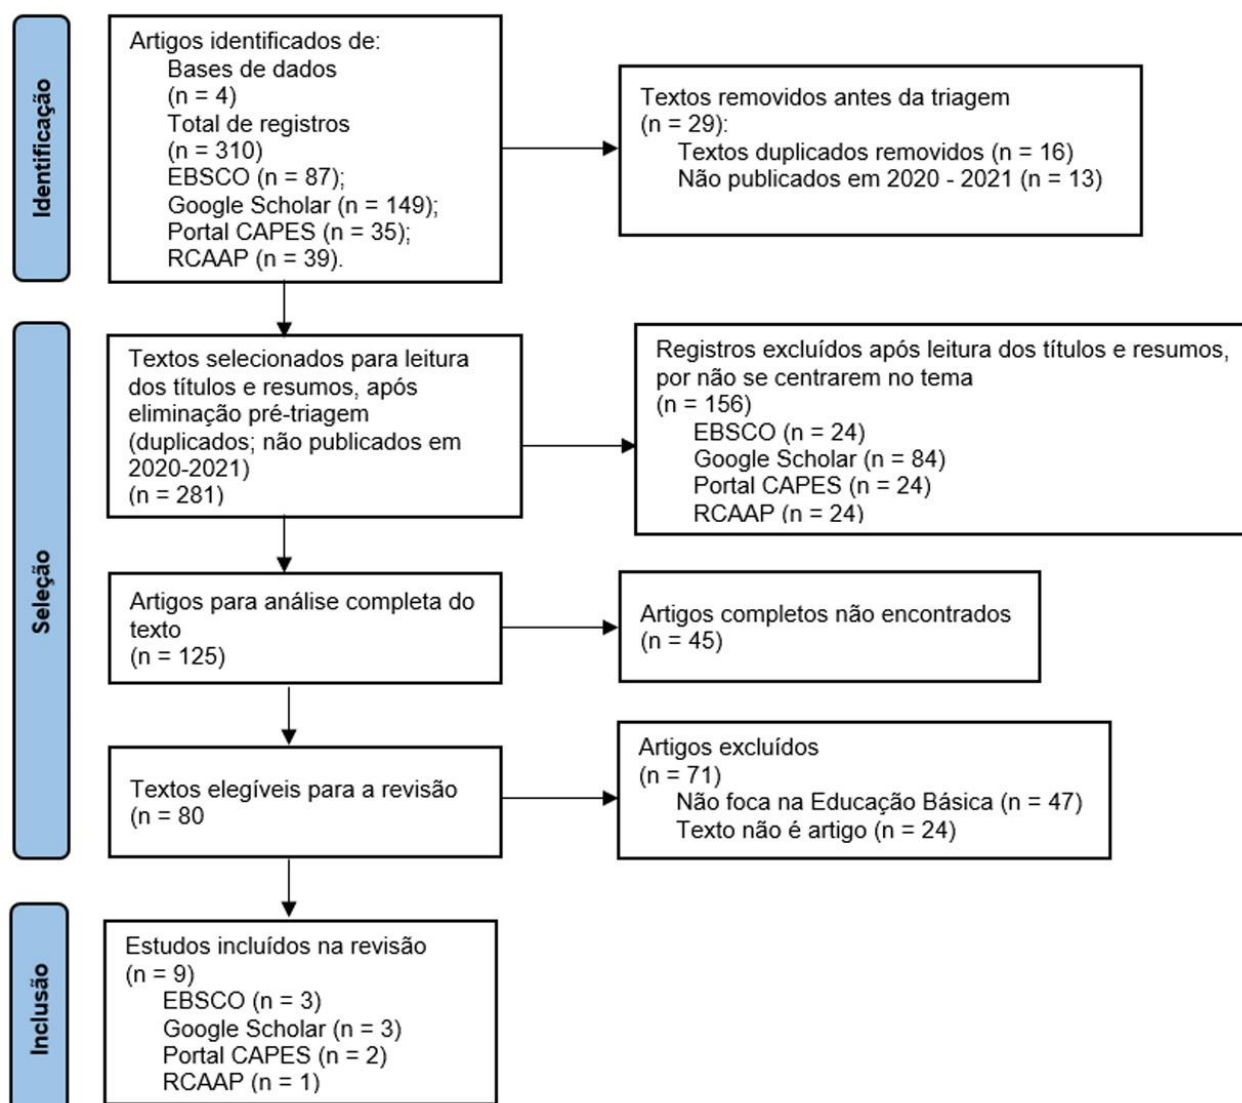 Identificação
Artigos identificados de:
Bases de dados
(n = 4)
Total de registros
(n = 310)
EBSCO (n = 87);
Google Scholar (n = 149);
Portal CAPES (n = 35);
RCAAP (n = 39).
Textos removidos antes da triagem
(n = 29):
Textos duplicados removidos (n = 16)
Não publicados em 2020 - 2021 (n = 13)
Seleção
Textos selecionados para leitura
dos títulos e resumos, após
eliminação pré-triagem
(duplicados; não publicados em
2020-2021)
(n = 281)
Registros excluídos após leitura dos títulos e resumos,
por não se centrarem no tema
(n = 156)
EBSCO (n = 24)
Google Scholar (n = 84)
Portal CAPES (n = 24)
RCAAP (n = 24)
Artigos para análise completa do
texto
(n = 125)
Artigos completos não encontrados
(n = 45)
Textos elegíveis para a revisão
(n = 80
Artigos excluídos
(n = 71)
Não foca na Educação Básica (n = 47)
Texto não é artigo (n = 24)
Inclusão
Estudos incluídos na revisão
(n = 9)
EBSCO (n = 3)
Google Scholar (n = 3)
Portal CAPES (n = 2)
RCAAP (n = 1)